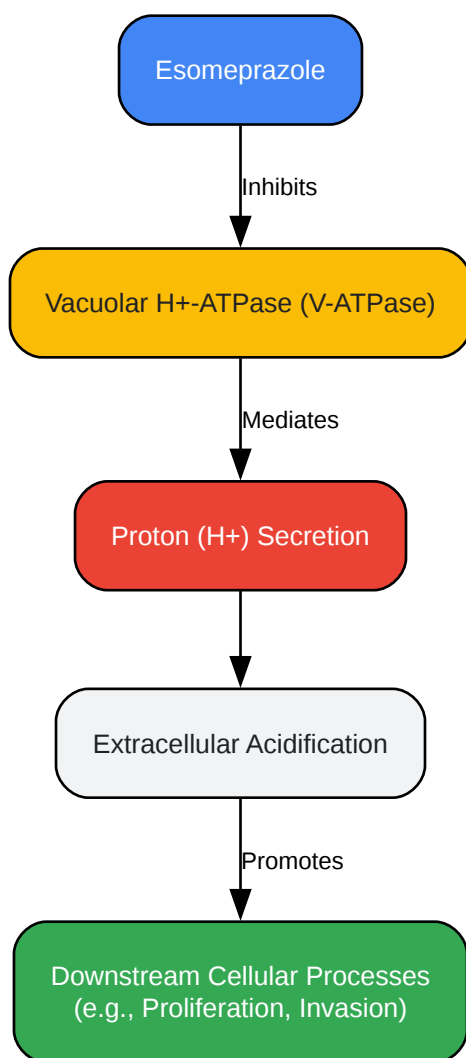 Esomeprazole
Inhibits
Vacuolar H+-ATPase (V-ATPase)
Mediates
Proton (H+) Secretion
Extracellular Acidification
Promotes
Downstream Cellular Processes
(e.g., Proliferation, Invasion)